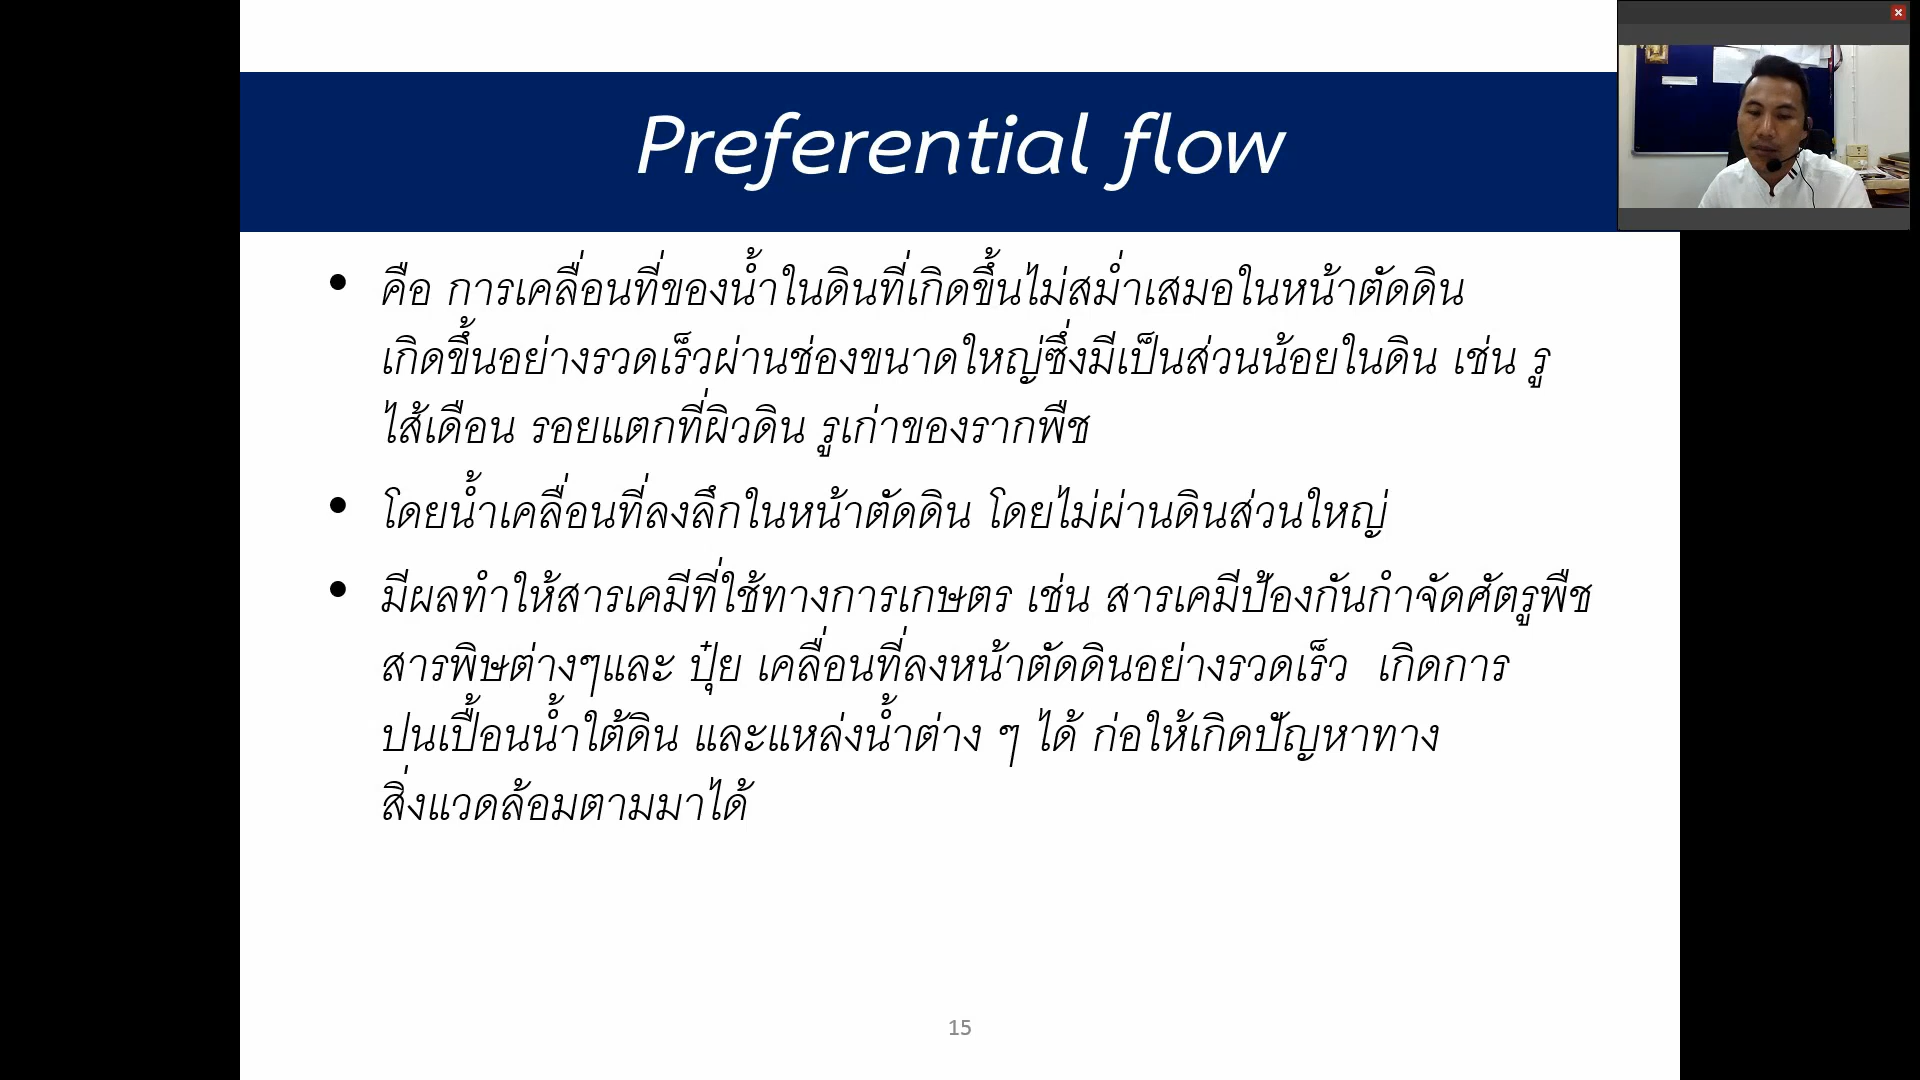 Preferential flow
• คือ การเคลื่อนที่ของน้ำในดินที่เกิดขึ้นไม่สม่ำเสมอในหน้าตัดดิน
เกิดขึ้นอย่างรวดเร็วผ่านช่องขนาดใหญ่ซึ่งมีเป็นส่วนน้อยในดิน เช่น รู
ไส้เดือน รอยแตกที่ผิวดิน รูเก่าของรากพืช
• โดยน้ำเคลื่อนที่ลงลึกในหน้าตัดดิน โดยไม่ผ่านดินส่วนใหญ่
• มีผลทำให้สารเคมีที่ใช้ทางการเกษตร เช่น สารเคมีป้องกันกำจัดศัตรูพืช
สารพิษต่างๆและ ปุ๋ย เคลื่อนที่ลงหน้าตัดดินอย่างรวดเร็ว เกิดการ
ปนเปื้อนน้ำใต้ดิน และแหล่งน้ำต่าง ๆ ได้ ก่อให้เกิดปัญหาทาง
สิ่งแวดล้อมตามมาได้
15